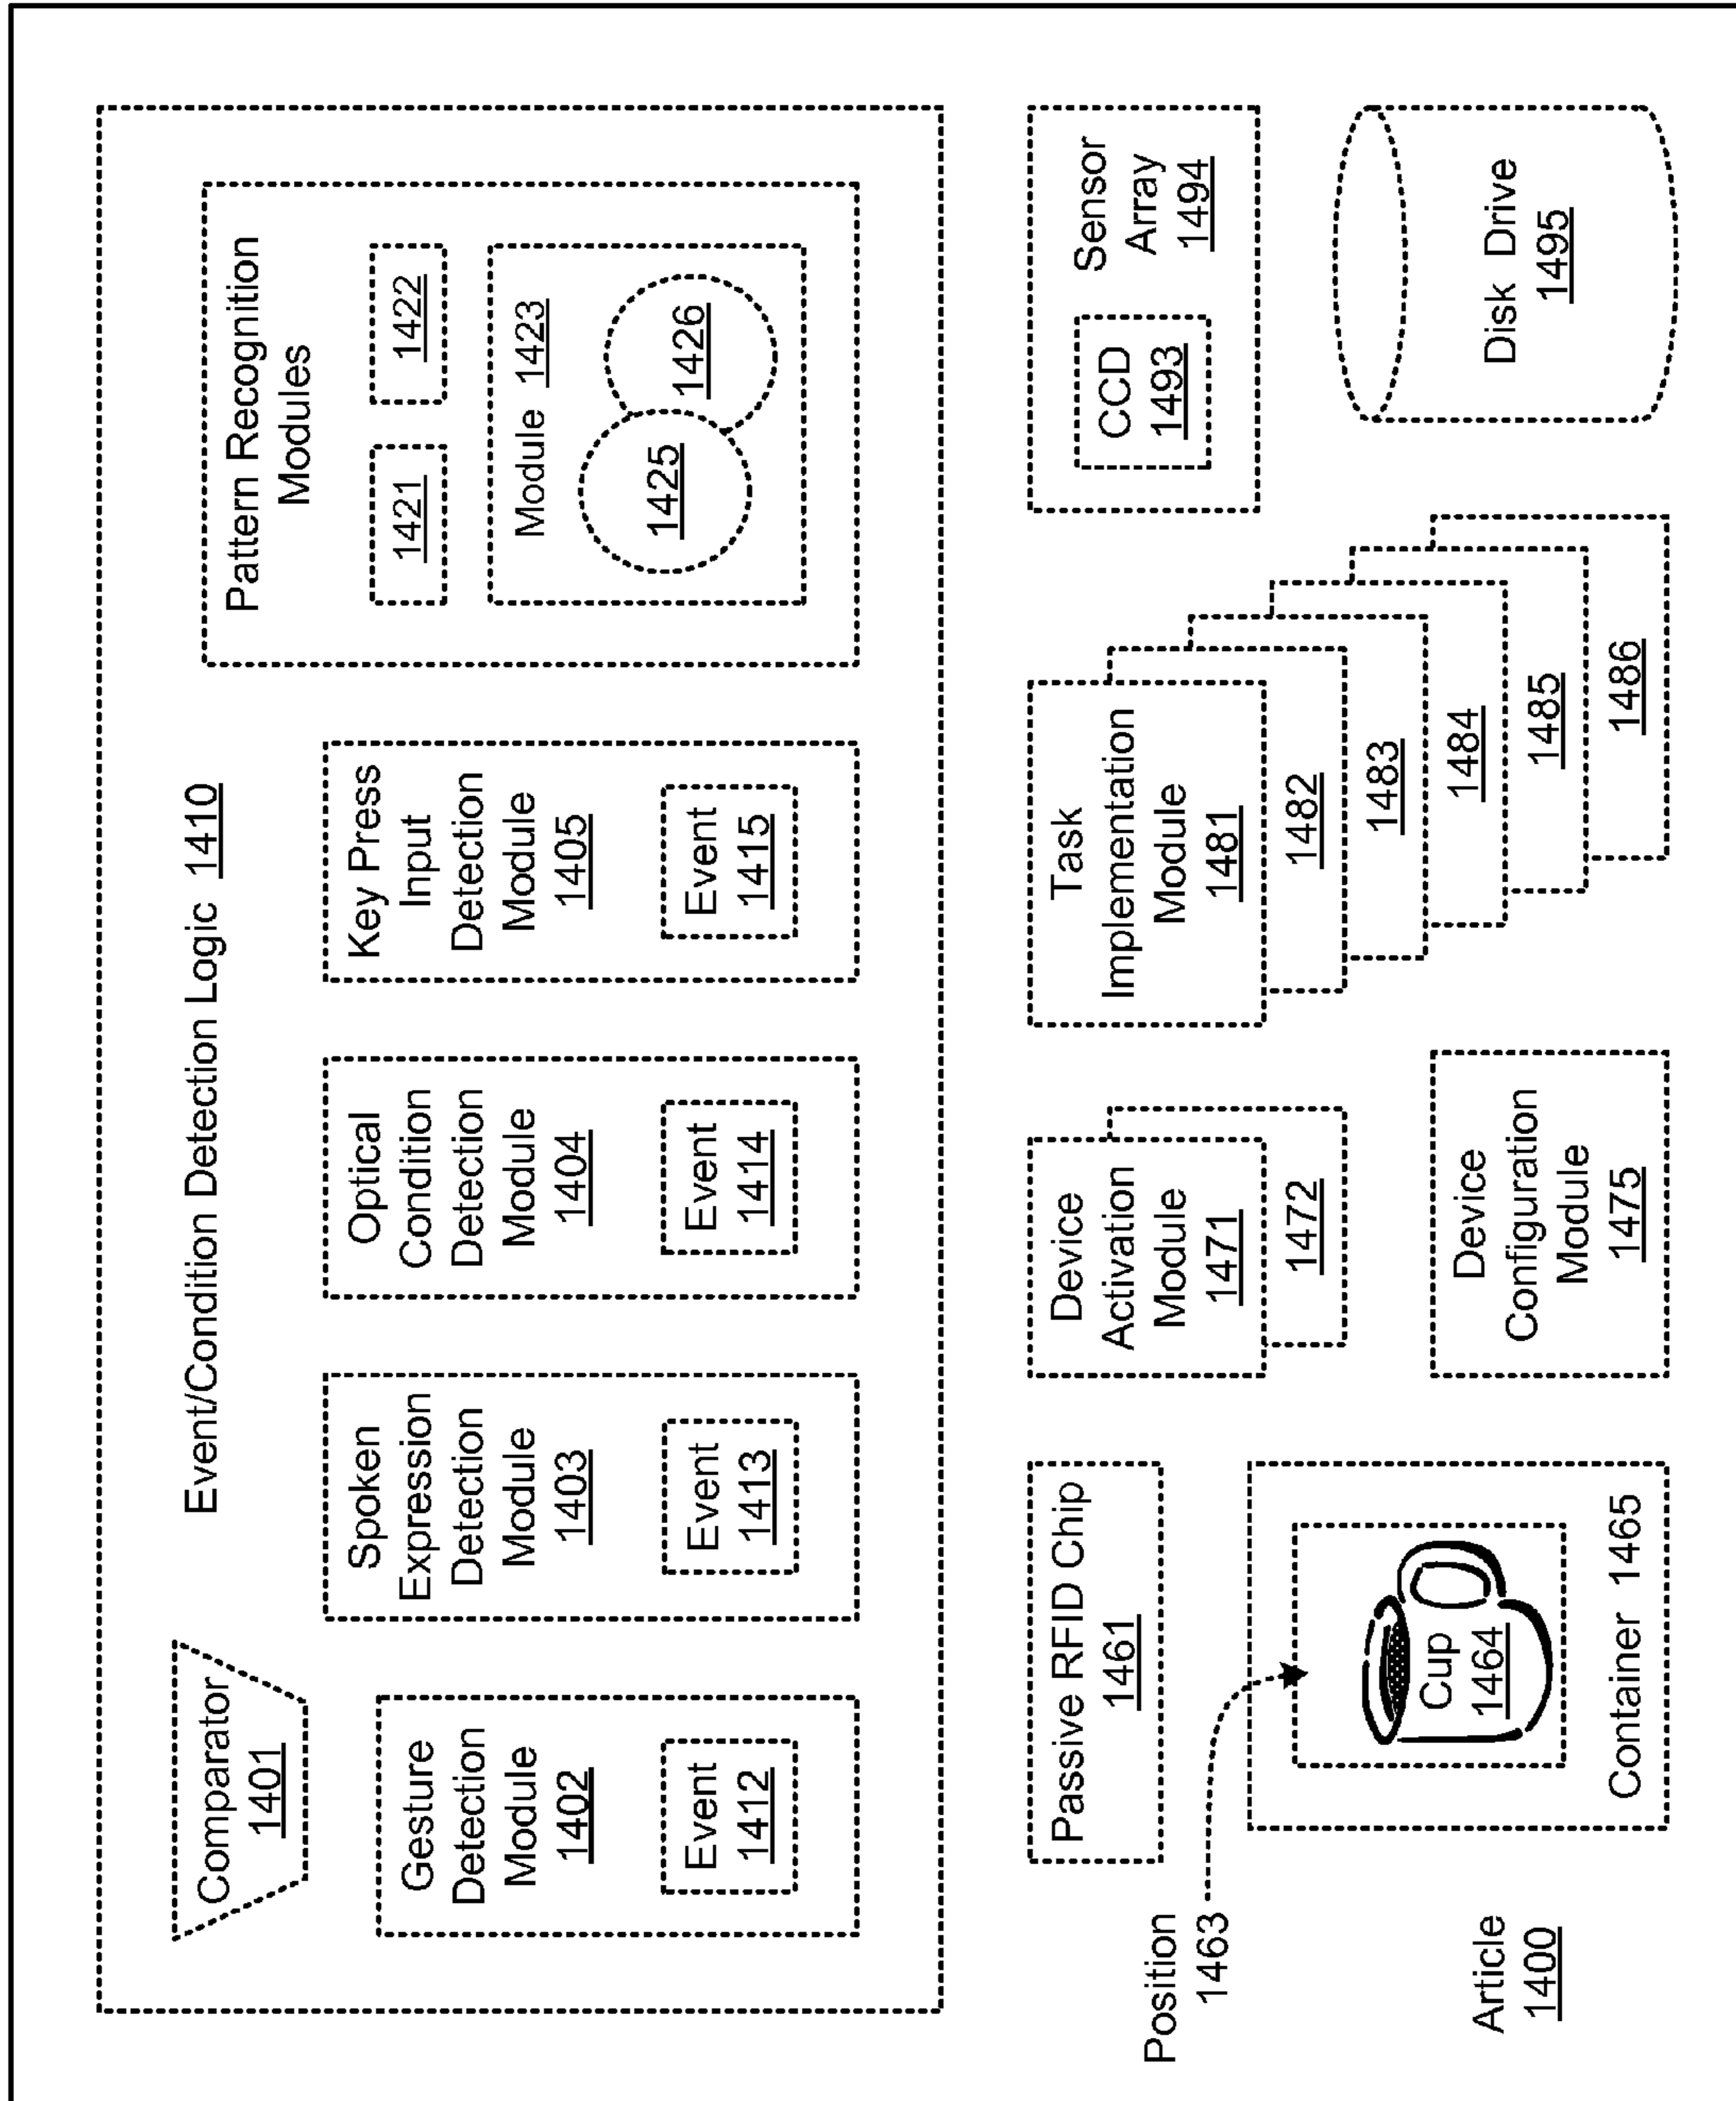 Event/Condition Detection Logic 1410
Comparator
1401
Gesture
Detection
Module
1402
Event
1412
Spoken
Expression
Detection
Module
1403
Event
1413
Optical
Condition
Detection
Module
1404
Event
1414
Key Press
Input
Detection
Module
1405
Event
1415
Pattern Recognition
Modules
1421
1422
Module 1423
1425
1426
Position
1463
Passive RFID Chip
1461
Cup
1464
Container 1465
Device
Activation
Module
1471
1472
Device
Configuration
Module
1475
Task
Implementation
Module
1481
1482
1483
1484
1485
1486
CCD
1493
Sensor
Array
1494
Disk Drive
1495
Article
1400